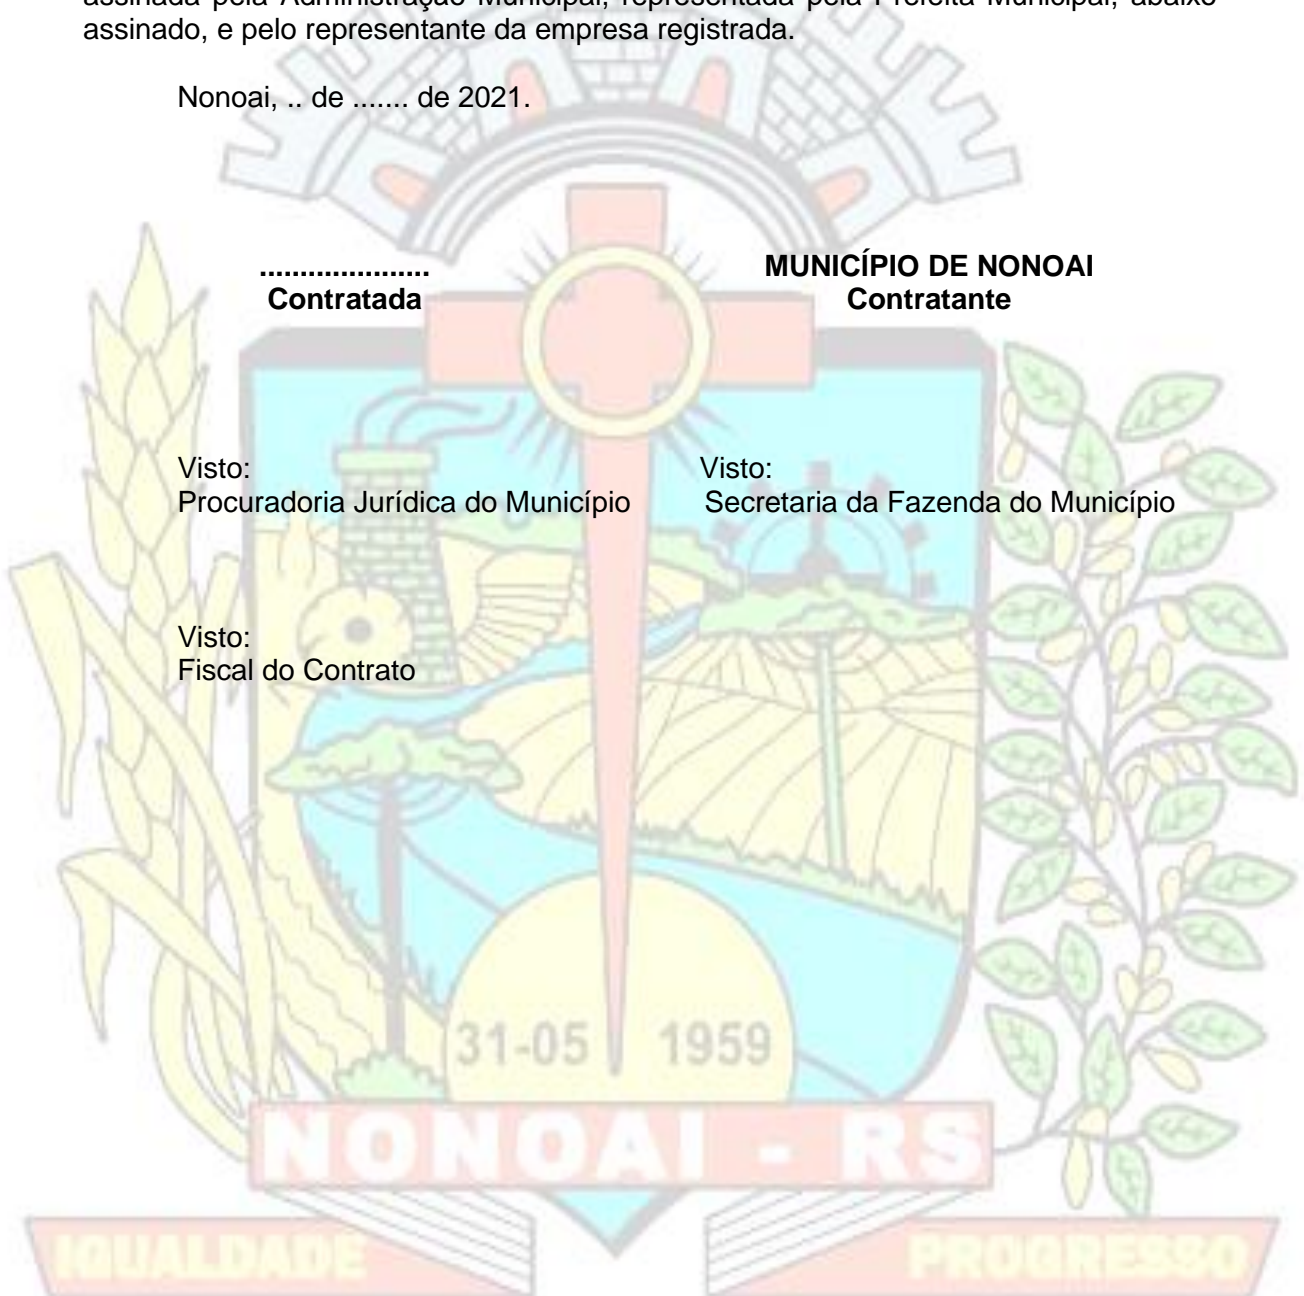 assinada pela Administração Municipal, representada pela Prefeita Municipal, abaixo
assinado, e pelo representante da empresa registrada.
Nonoai, .. de ....... de 2021.
..................... MUNICÍPIO DE NONOAI
Contratada Contratante
Visto: Visto:
Procuradoria Jurídica do Município Secretaria da Fazenda do Município
Visto:
Fiscal do Contrato
31-05 1959
NONOAI - RS
IGUALDADE PROGRESSO